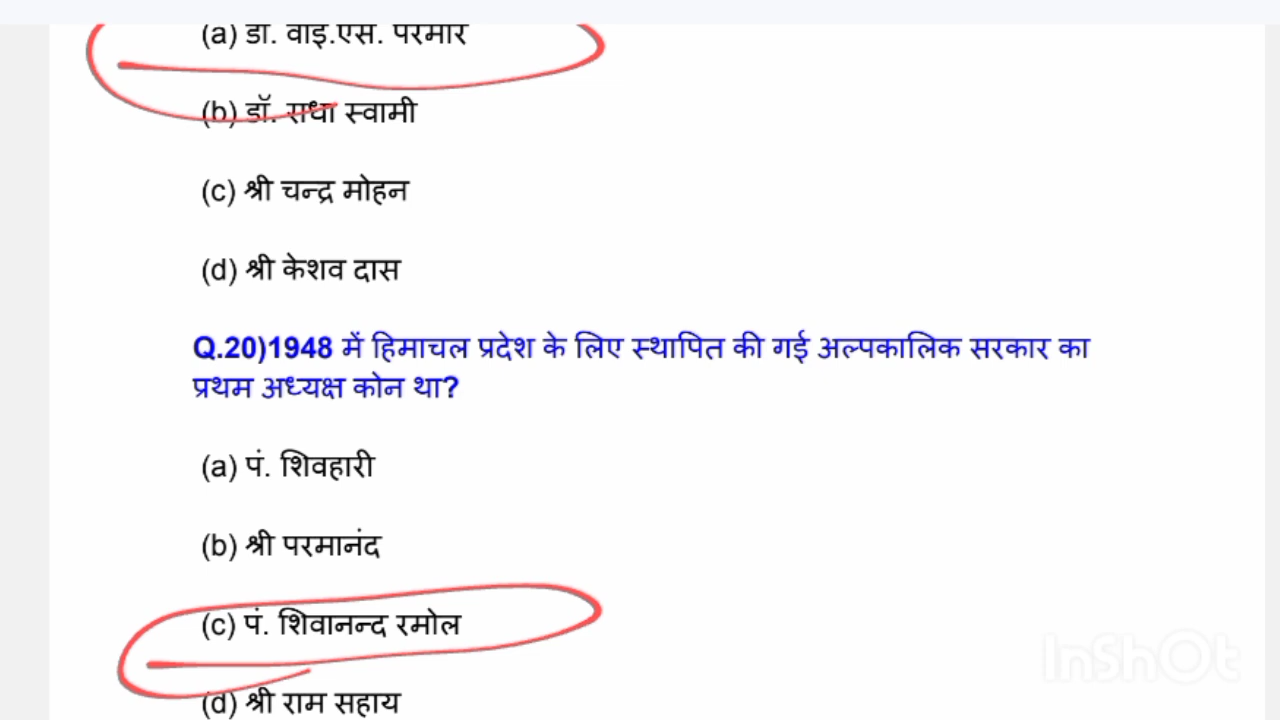 (a) डॉ. वाई.एस. परमार
(b) डॉ. राधा स्वामी
(c) श्री चन्द्र मोहन
(d) श्री केशव दास
Q.20)1948 में हिमाचल प्रदेश के लिए स्थापित की गई अल्पकालिक सरकार का
प्रथम अध्यक्ष कोन था?
(a) पं. शिवहारी
(b) श्री परमानंद
(c) पं. शिवानन्द रमोल
(d) श्री राम सहाय
InShOt